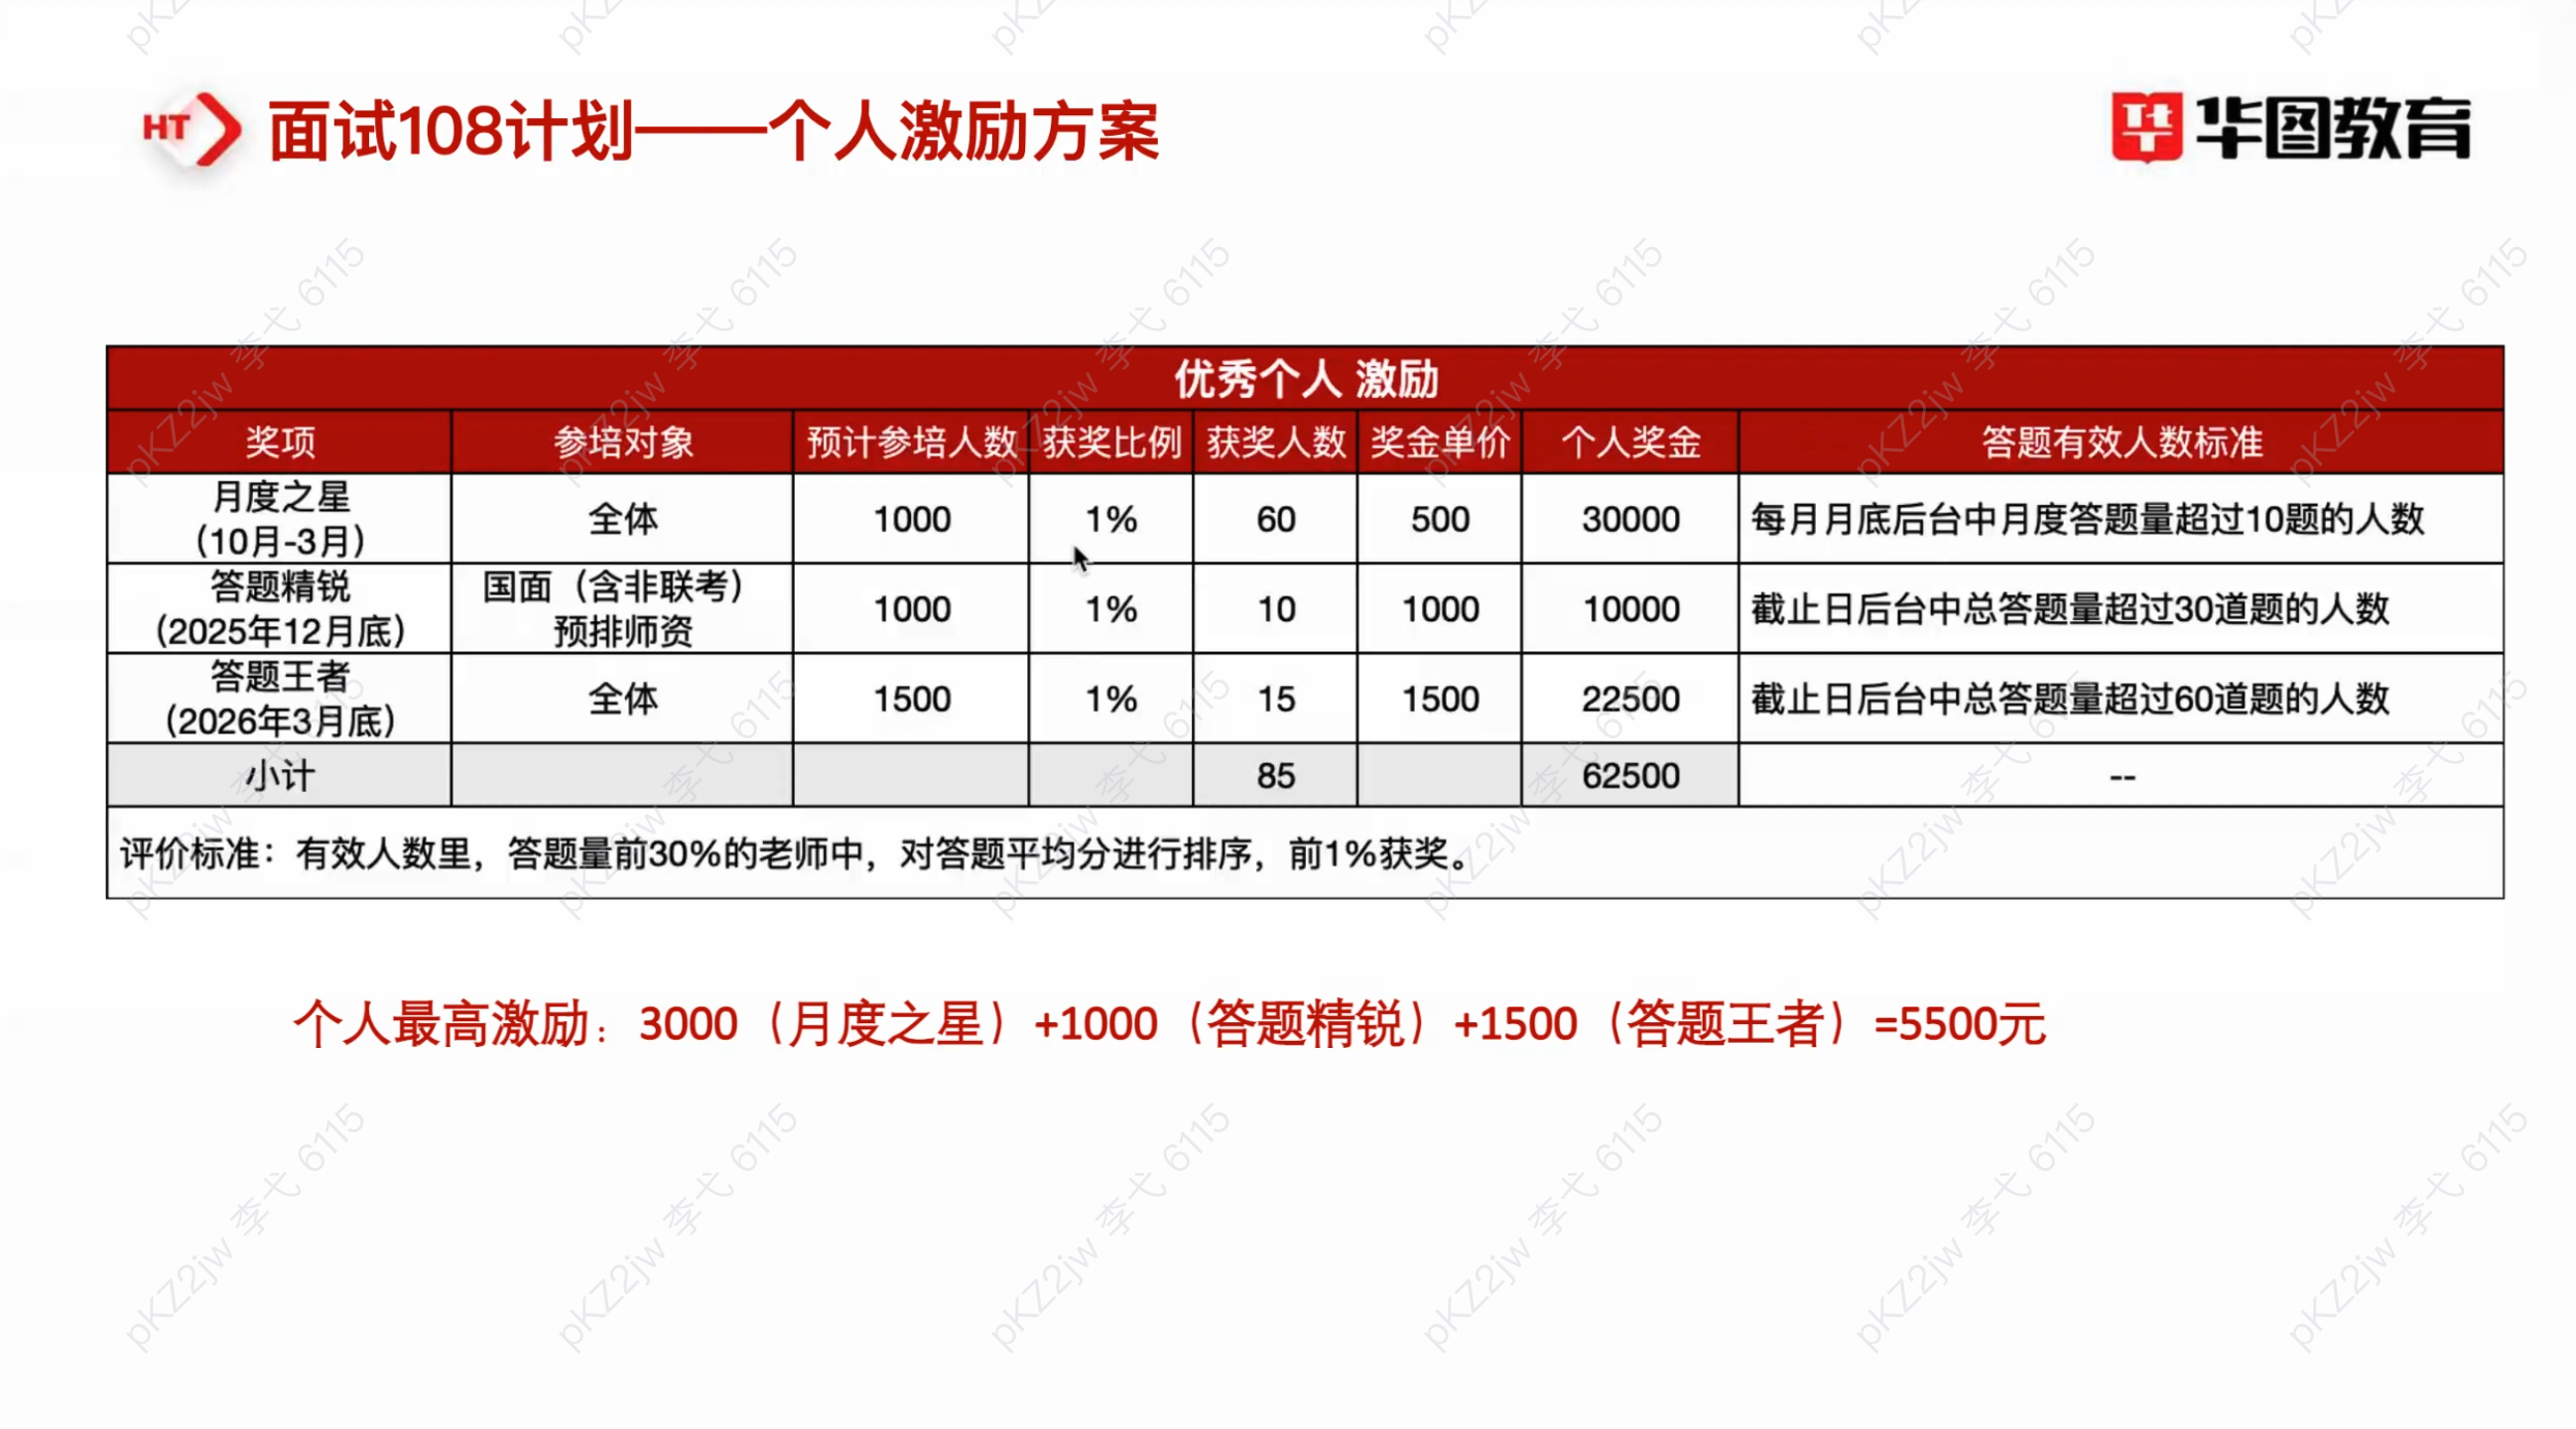 HT 面试108计划——个人激励方案
华图教育
优秀个人 激励
奖项 参培对象 预计参培人数 获奖比例 获奖人数 奖金单价 个人奖金 答题有效人数标准
月度之星
(10月-3月) 全体 1000 1% 60 500 30000 每月月底后台中月度答题量超过10题的人数
答题精锐
(2025年12月底) 国面（含非联考）
预排师资 1000 1% 10 1000 10000 截止日后台中总答题量超过30道题的人数
答题王者
(2026年3月底) 全体 1500 1% 15 1500 22500 截止日后台中总答题量超过60道题的人数
小计 85 62500 --
评价标准：有效人数里，答题量前30%的老师中，对答题平均分进行排序，前1%获奖。
个人最高激励：3000（月度之星）+1000（答题精锐）+1500（答题王者）=5500元
pKZ2jw 李弋 6115